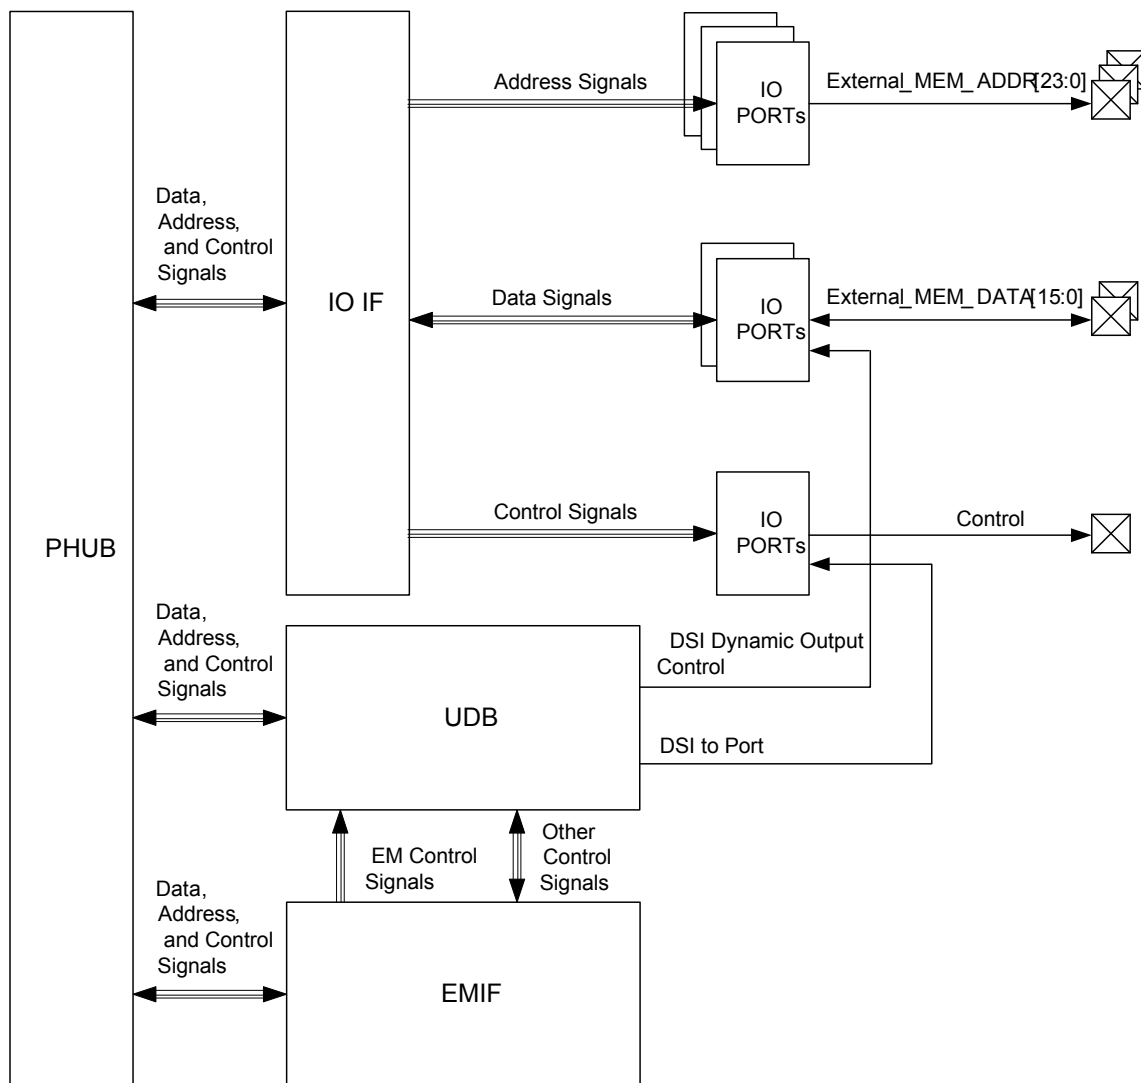 Address Signals
IO
PORTs
External_MEM_ADDR[23:0]
Data,
Address,
and Control
Signals
IO IF
Data Signals
IO
PORTs
External_MEM_DATA[15:0]
Control Signals
IO
PORTs
Control
PHUB
Data,
Address,
and Control
Signals
UDB
DSI Dynamic Output
Control
DSI to Port
EM Control
Signals
Other
Control
Signals
Data,
Address,
and Control
Signals
EMIF